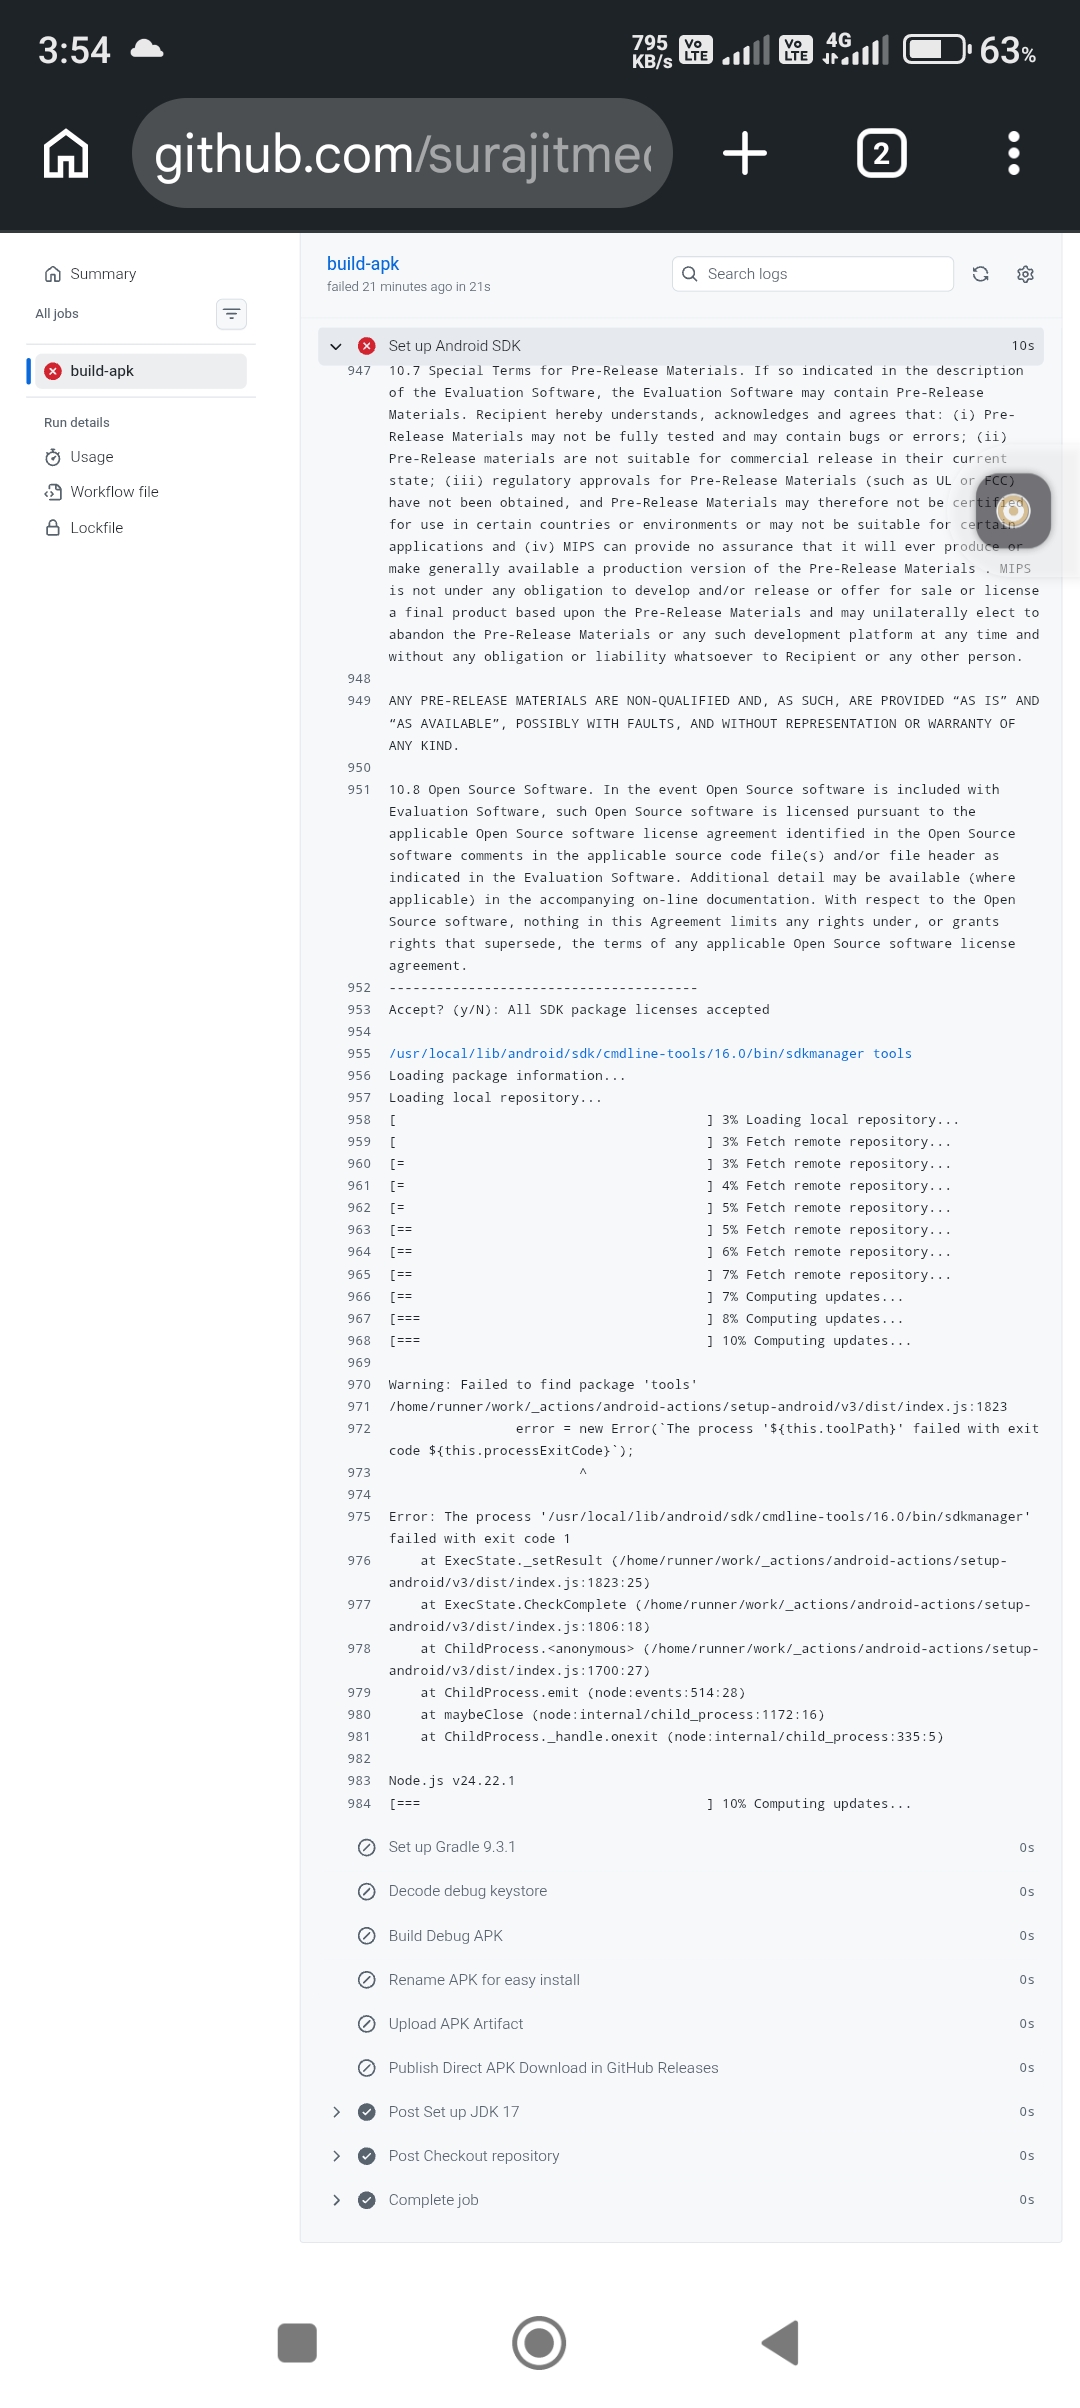 3:54
795
KB/s
Vo
LTE
Vo
LTE
4G
63%
github.com/surajitmed
2
Summary
All jobs
build-apk
Run details
Usage
Workflow file
Lockfile
build-apk
failed 21 minutes ago in 21s
Search logs
Set up Android SDK 10s
947 10.7 Special Terms for Pre-Release Materials. If so indicated in the description
of the Evaluation Software, the Evaluation Software may contain Pre-Release
Materials. Recipient hereby understands, acknowledges and agrees that: (i) Pre-
Release Materials may not be fully tested and may contain bugs or errors; (ii)
Pre-Release materials are not suitable for commercial release in their current
state; (iii) regulatory approvals for Pre-Release Materials (such as UL or FCC)
have not been obtained, and Pre-Release Materials may therefore not be certified
for use in certain countries or environments or may not be suitable for certain
applications and (iv) MIPS can provide no assurance that it will ever produce or
make generally available a production version of the Pre-Release Materials . MIPS
is not under any obligation to develop and/or release or offer for sale or license
a final product based upon the Pre-Release Materials and may unilaterally elect to
abandon the Pre-Release Materials or any such development platform at any time and
without any obligation or liability whatsoever to Recipient or any other person.
948
949 ANY PRE-RELEASE MATERIALS ARE NON-QUALIFIED AND, AS SUCH, ARE PROVIDED “AS IS” AND
“AS AVAILABLE”, POSSIBLY WITH FAULTS, AND WITHOUT REPRESENTATION OR WARRANTY OF
ANY KIND.
950
951 10.8 Open Source Software. In the event Open Source software is included with
Evaluation Software, such Open Source software is licensed pursuant to the
applicable Open Source software license agreement identified in the Open Source
software comments in the applicable source code file(s) and/or file header as
indicated in the Evaluation Software. Additional detail may be available (where
applicable) in the accompanying on-line documentation. With respect to the Open
Source software, nothing in this Agreement limits any rights under, or grants
rights that supersede, the terms of any applicable Open Source software license
agreement.
952 ---------------------------------------
953 Accept? (y/N): All SDK package licenses accepted
954
955 /usr/local/lib/android/sdk/cmdline-tools/16.0/bin/sdkmanager tools
956 Loading package information...
957 Loading local repository...
958 [                                       ] 3% Loading local repository...
959 [                                       ] 3% Fetch remote repository...
960 [=                                      ] 3% Fetch remote repository...
961 [=                                      ] 4% Fetch remote repository...
962 [=                                      ] 5% Fetch remote repository...
963 [==                                     ] 5% Fetch remote repository...
964 [==                                     ] 6% Fetch remote repository...
965 [==                                     ] 7% Fetch remote repository...
966 [==                                     ] 7% Computing updates...
967 [===                                    ] 8% Computing updates...
968 [===                                    ] 10% Computing updates...
969
970 Warning: Failed to find package 'tools'
971 /home/runner/work/_actions/android-actions/setup-android/v3/dist/index.js:1823
972                 error = new Error(`The process '${this.toolPath}' failed with exit
code ${this.processExitCode}`);
973                         ^
974
975 Error: The process '/usr/local/lib/android/sdk/cmdline-tools/16.0/bin/sdkmanager'
failed with exit code 1
976     at ExecState._setResult (/home/runner/work/_actions/android-actions/setup-
android/v3/dist/index.js:1823:25)
977     at ExecState.CheckComplete (/home/runner/work/_actions/android-actions/setup-
android/v3/dist/index.js:1806:18)
978     at ChildProcess.<anonymous> (/home/runner/work/_actions/android-actions/setup-
android/v3/dist/index.js:1700:27)
979     at ChildProcess.emit (node:events:514:28)
980     at maybeClose (node:internal/child_process:1172:16)
981     at ChildProcess._handle.onexit (node:internal/child_process:335:5)
982
983 Node.js v24.22.1
984 [===                                    ] 10% Computing updates...
Set up Gradle 9.3.1 0s
Decode debug keystore 0s
Build Debug APK 0s
Rename APK for easy install 0s
Upload APK Artifact 0s
Publish Direct APK Download in GitHub Releases 0s
Post Set up JDK 17 0s
Post Checkout repository 0s
Complete job 0s